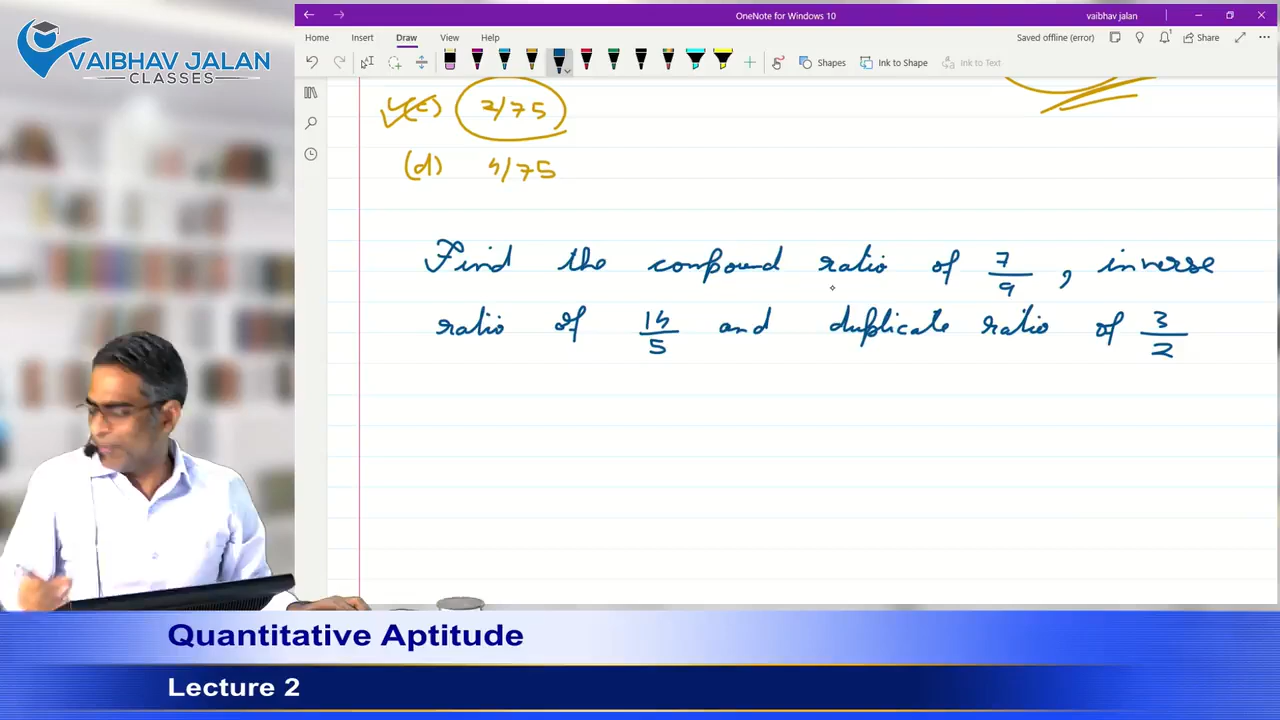 VAIBHAV JALAN
CLASSES
OneNote for Windows 10
vaibhav jalan
Home Insert Draw View Help
Saved offline (error)
Share
Shapes
Ink to Shape
Ink to Text
(c) 2/75
(d) 4/75
Find the compound ratio of 7/9, inverse
ratio of 14/5 and duplicate ratio of 3/2
Quantitative Aptitude
Lecture 2